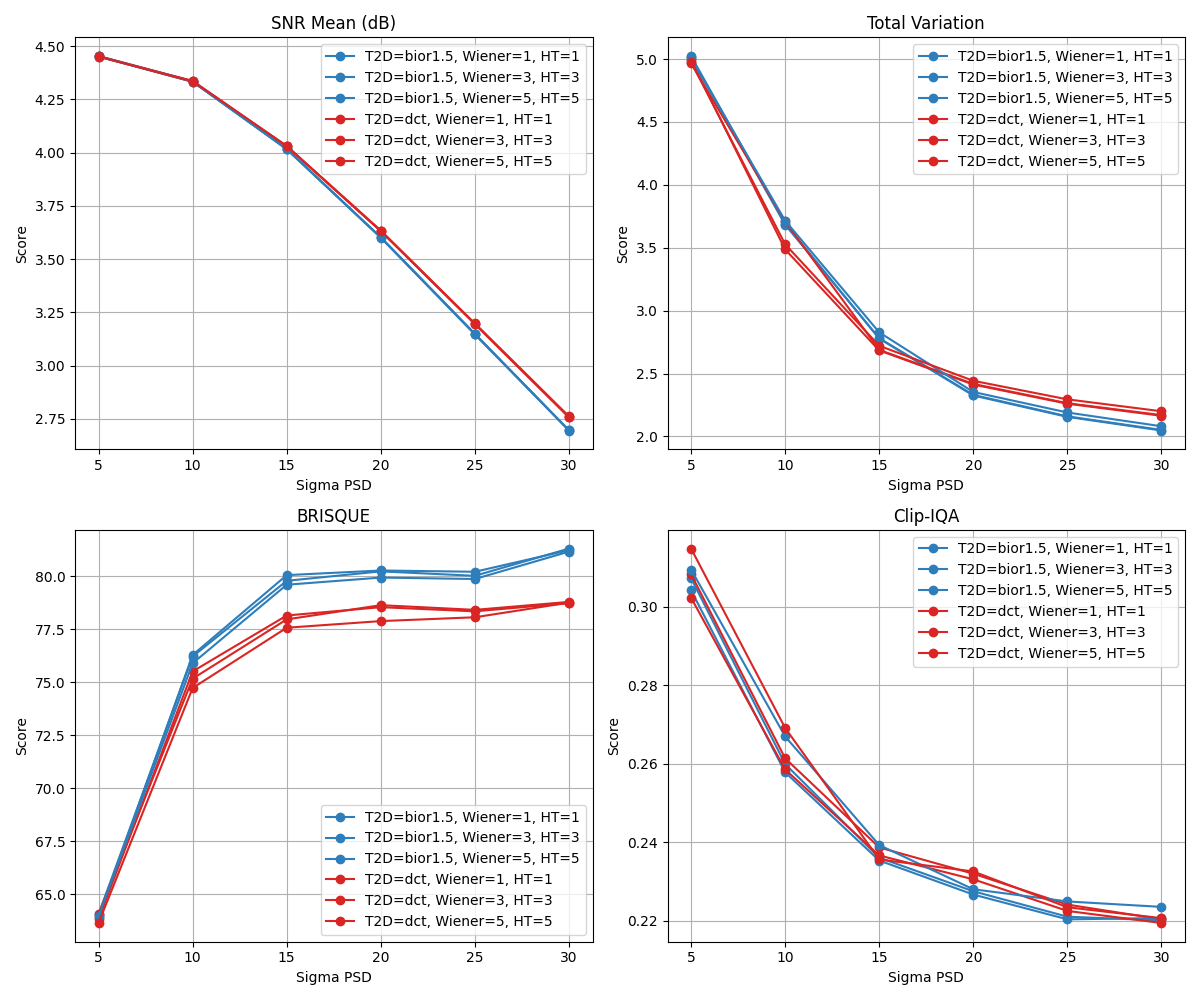 SNR Mean (dB)
4.50
4.25
4.00
3.75
3.50
3.25
3.00
2.75
Score
5
10
15
20
25
30
Sigma PSD
T2D=bior1.5, Wiener=1, HT=1
T2D=bior1.5, Wiener=3, HT=3
T2D=bior1.5, Wiener=5, HT=5
T2D=dct, Wiener=1, HT=1
T2D=dct, Wiener=3, HT=3
T2D=dct, Wiener=5, HT=5
Total Variation
5.0
4.5
4.0
3.5
3.0
2.5
2.0
Score
5
10
15
20
25
30
Sigma PSD
T2D=bior1.5, Wiener=1, HT=1
T2D=bior1.5, Wiener=3, HT=3
T2D=bior1.5, Wiener=5, HT=5
T2D=dct, Wiener=1, HT=1
T2D=dct, Wiener=3, HT=3
T2D=dct, Wiener=5, HT=5
BRISQUE
80.0
77.5
75.0
72.5
70.0
67.5
65.0
Score
5
10
15
20
25
30
Sigma PSD
T2D=bior1.5, Wiener=1, HT=1
T2D=bior1.5, Wiener=3, HT=3
T2D=bior1.5, Wiener=5, HT=5
T2D=dct, Wiener=1, HT=1
T2D=dct, Wiener=3, HT=3
T2D=dct, Wiener=5, HT=5
Clip-IQA
0.30
0.28
0.26
0.24
0.22
Score
5
10
15
20
25
30
Sigma PSD
T2D=bior1.5, Wiener=1, HT=1
T2D=bior1.5, Wiener=3, HT=3
T2D=bior1.5, Wiener=5, HT=5
T2D=dct, Wiener=1, HT=1
T2D=dct, Wiener=3, HT=3
T2D=dct, Wiener=5, HT=5